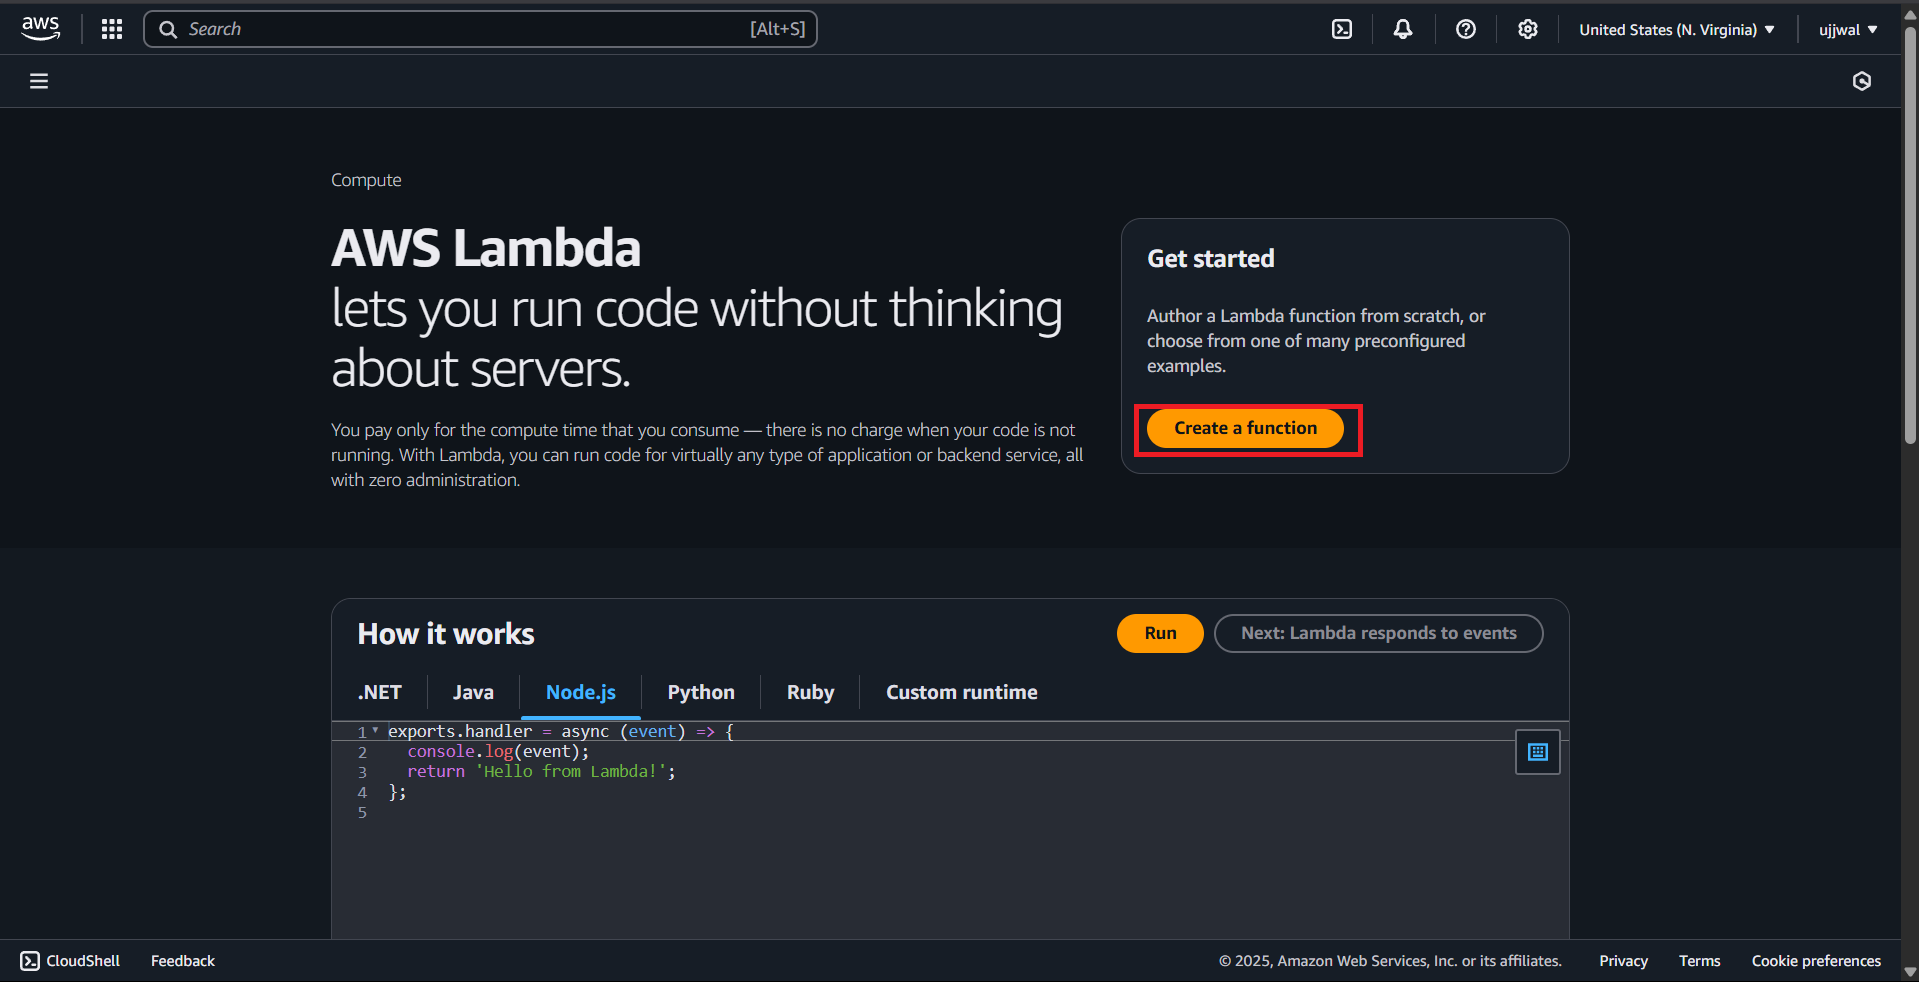 aws
Search [Alt+S]
United States (N. Virginia)
ujjwal
Compute
AWS Lambda
lets you run code without thinking
about servers.
You pay only for the compute time that you consume — there is no charge when your code is not
running. With Lambda, you can run code for virtually any type of application or backend service, all
with zero administration.
Get started
Author a Lambda function from scratch, or
choose from one of many preconfigured
examples.
Create a function
How it works
Run
Next: Lambda responds to events
.NET
Java
Node.js
Python
Ruby
Custom runtime
1 exports.handler = async (event) => {
2   console.log(event);
3   return 'Hello from Lambda!';
4 };
5
CloudShell
Feedback
© 2025, Amazon Web Services, Inc. or its affiliates.
Privacy
Terms
Cookie preferences